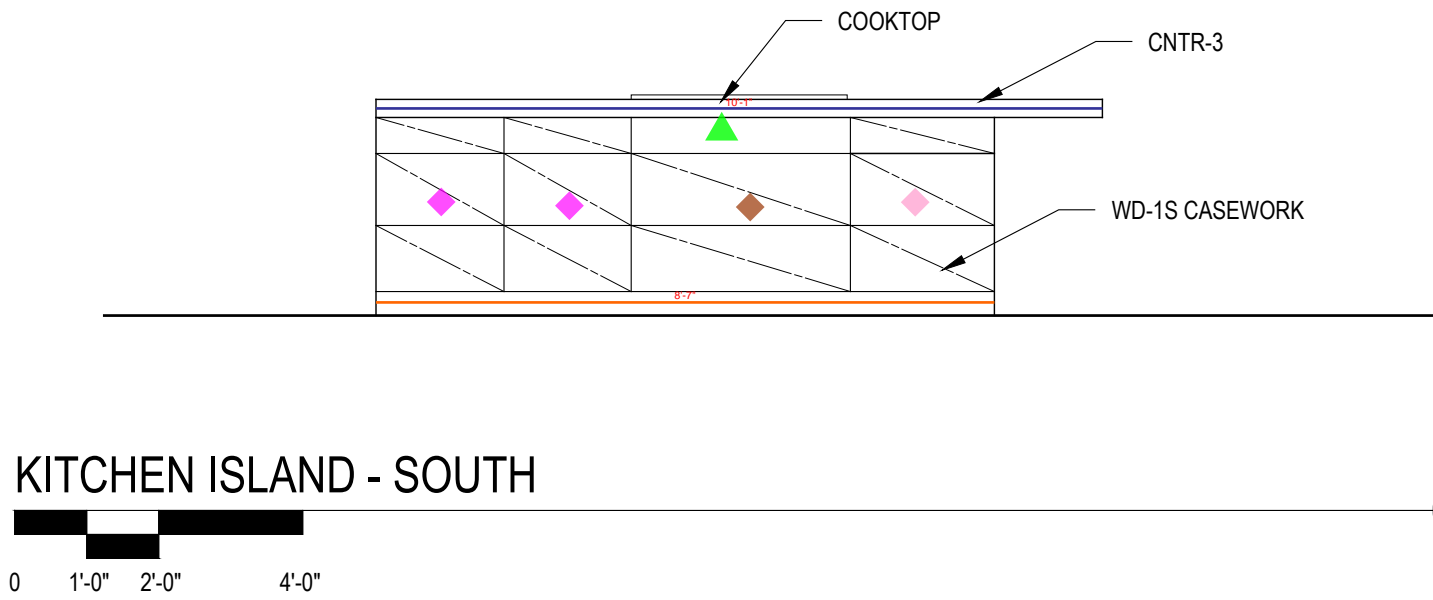 COOKTOP
CNTR-3
10'-1"
WD-1S CASEWORK
8'-7"
KITCHEN ISLAND - SOUTH
0 1'-0" 2'-0" 4'-0"